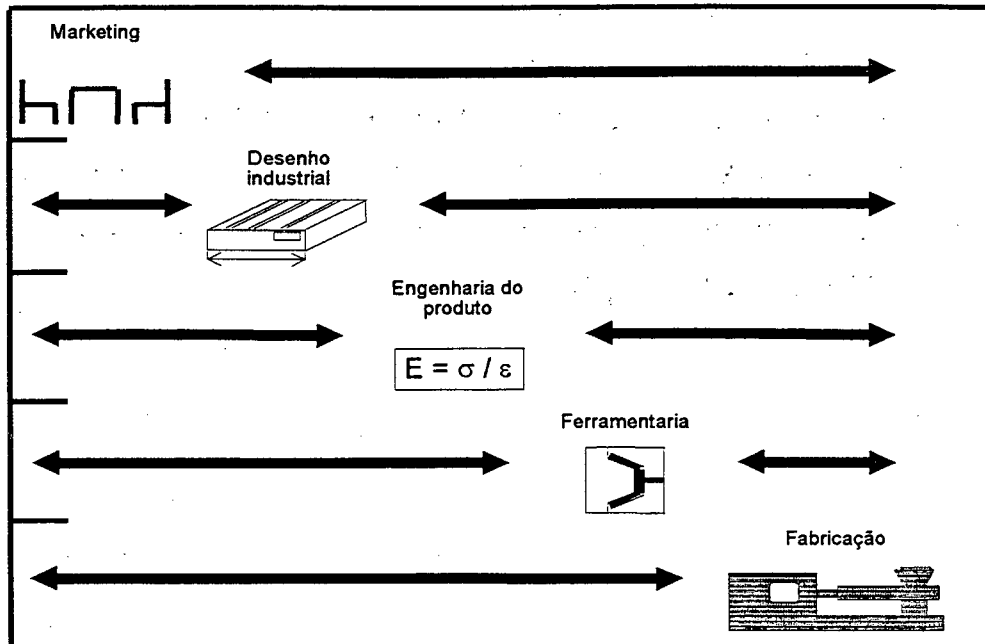 Marketing
Desenho
industrial
Engenharia do
produto
E = σ / ε
Ferramentaria
Fabricação